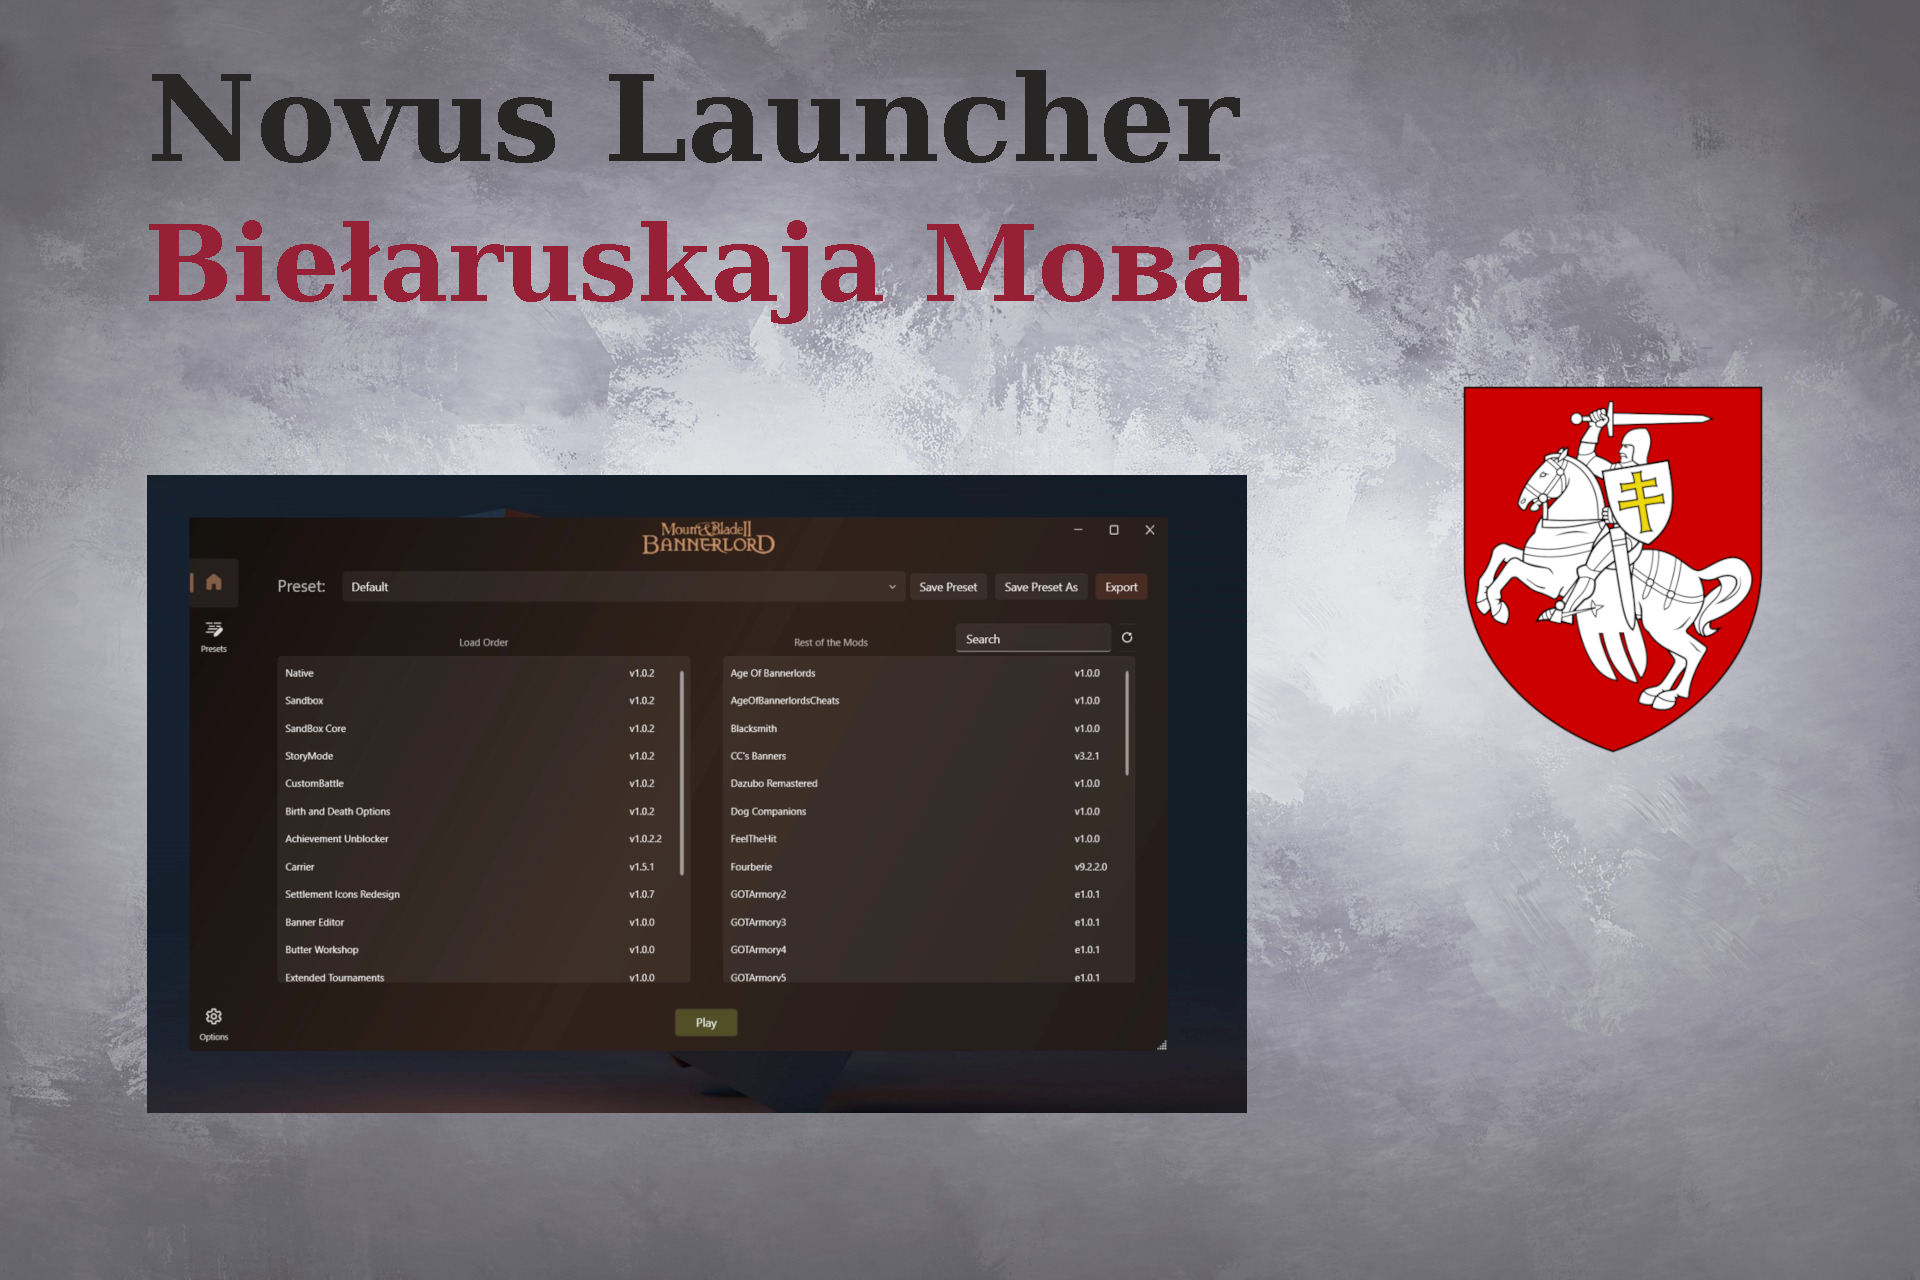 Novus Launcher
Biełaruskaja Мова
Mount & Blade II
BANNERLORD
Preset: Default Save Preset Save Preset As Export
Presets
Load Order Rest of the Mods Search
Native v1.0.2 Age Of Bannerlords v1.0.0
Sandbox v1.0.2 AgeOfBannerlordsCheats v1.0.0
SandBox Core v1.0.2 Blacksmith v1.0.0
StoryMode v1.0.2 CC's Banners v3.2.1
CustomBattle v1.0.2 Dazubo Remastered v1.0.0
Birth and Death Options v1.0.2 Dog Companions v1.0.0
Achievement Unblocker v1.0.2.2 FeelTheHit v1.0.0
Carrier v1.5.1 Fourberie v9.2.2.0
Settlement Icons Redesign v1.0.7 GOTArmory2 e1.0.1
Banner Editor v1.0.0 GOTArmory3 e1.0.1
Butter Workshop v1.0.0 GOTArmory4 e1.0.1
Extended Tournaments v1.0.0 GOTArmory5 e1.0.1
Play
Options